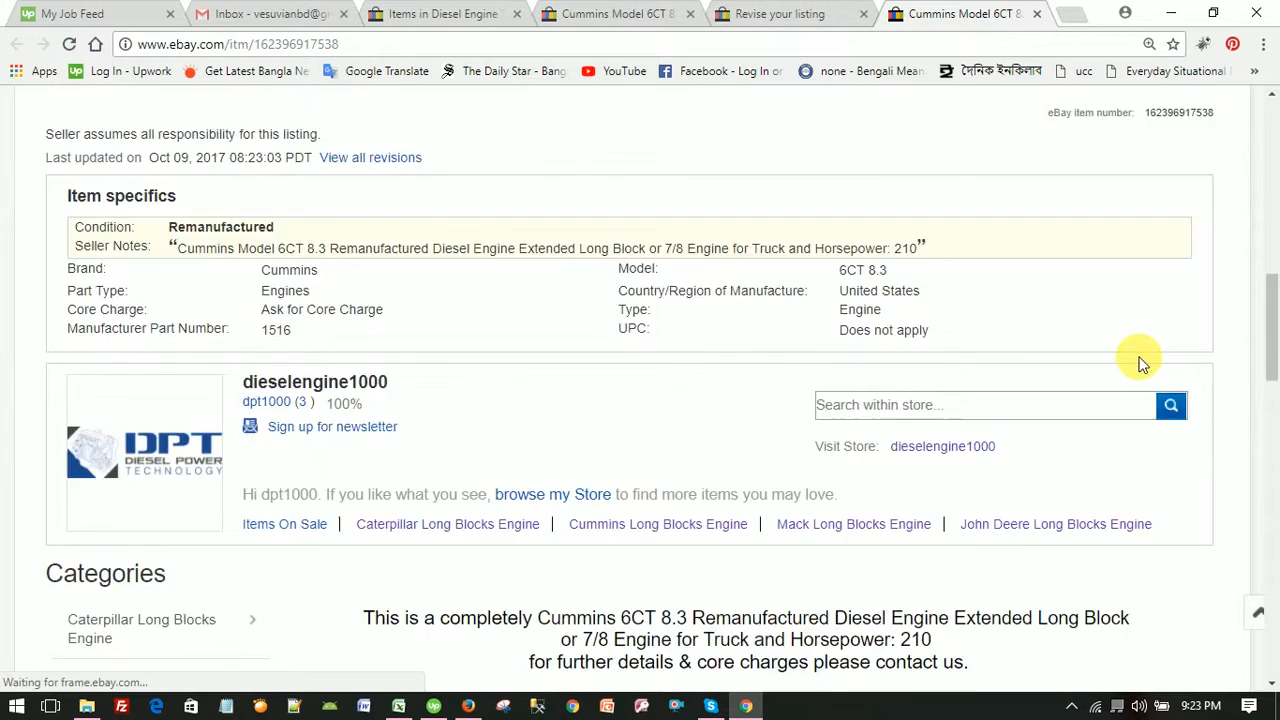 My Job Feed
Inbox - vesuvianbd@g
Items in Diesel Engine
Cummins Model 6CT 8.
Revise your listing
Cummins Model 6CT 8.
www.ebay.com/itm/162396917538
Apps
Log In - Upwork
Get Latest Bangla Ne
Google Translate
The Daily Star - Bang
YouTube
Facebook - Log In or
none - Bengali Mean
দৈনিক ইনকিলাব
ucc
Everyday Situational
eBay item number: 162396917538
Seller assumes all responsibility for this listing.
Last updated on Oct 09, 2017 08:23:03 PDT View all revisions
Item specifics
Condition: Remanufactured
Seller Notes: “Cummins Model 6CT 8.3 Remanufactured Diesel Engine Extended Long Block or 7/8 Engine for Truck and Horsepower: 210”
Brand: Cummins Model: 6CT 8.3
Part Type: Engines Country/Region of Manufacture: United States
Core Charge: Ask for Core Charge Type: Engine
Manufacturer Part Number: 1516 UPC: Does not apply
dieselengine1000
dpt1000 (3 ) 100%
Sign up for newsletter
DPT
DIESEL POWER
TECHNOLOGY
Search within store...
Visit Store: dieselengine1000
Hi dpt1000. If you like what you see, browse my Store to find more items you may love.
Items On Sale | Caterpillar Long Blocks Engine | Cummins Long Blocks Engine | Mack Long Blocks Engine | John Deere Long Blocks Engine
Categories
Caterpillar Long Blocks
Engine
This is a completely Cummins 6CT 8.3 Remanufactured Diesel Engine Extended Long Block
or 7/8 Engine for Truck and Horsepower: 210
for further details & core charges please contact us.
Waiting for frame.ebay.com...
9:23 PM